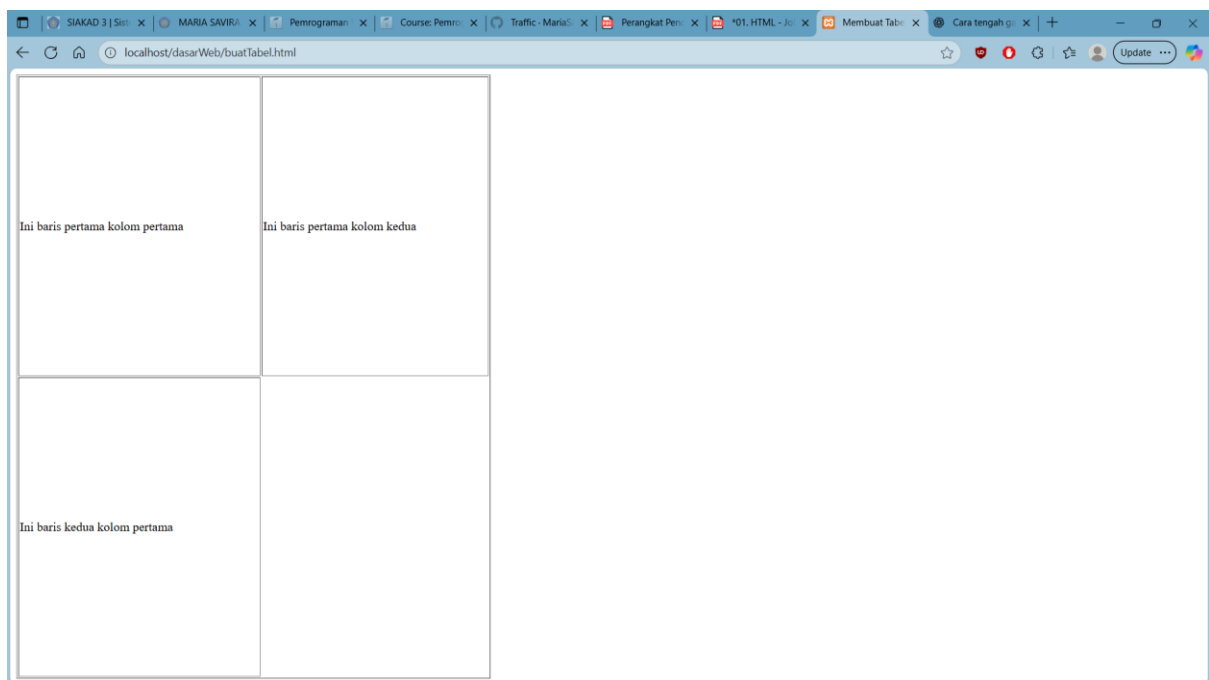 SIAKAD 3 | Sist
MARIA SAVIRA
Pemrograman
Course: Pemro
Traffic - MariaS
Perangkat Pen
*01. HTML - Jo
Membuat Tabe
Cara tengah ga
localhost/dasarWeb/buatTabel.html
Update
Ini baris pertama kolom pertama
Ini baris pertama kolom kedua
Ini baris kedua kolom pertama